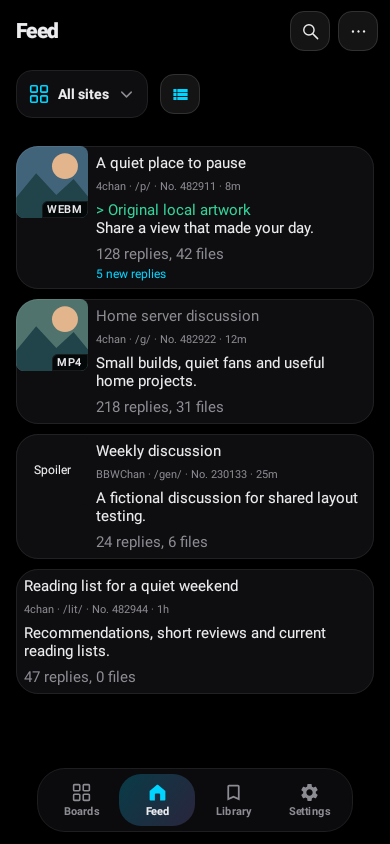 Feed
All sites
A quiet place to pause
4chan · /p/ · No. 482911 · 8m
> Original local artwork
Share a view that made your day.
128 replies, 42 files
5 new replies
WEBM
Home server discussion
4chan · /g/ · No. 482922 · 12m
Small builds, quiet fans and useful
home projects.
218 replies, 31 files
MP4
Spoiler
Weekly discussion
BBWChan · /gen/ · No. 230133 · 25m
A fictional discussion for shared layout
testing.
24 replies, 6 files
Reading list for a quiet weekend
4chan · /lit/ · No. 482944 · 1h
Recommendations, short reviews and current
reading lists.
47 replies, 0 files
Boards
Feed
Library
Settings